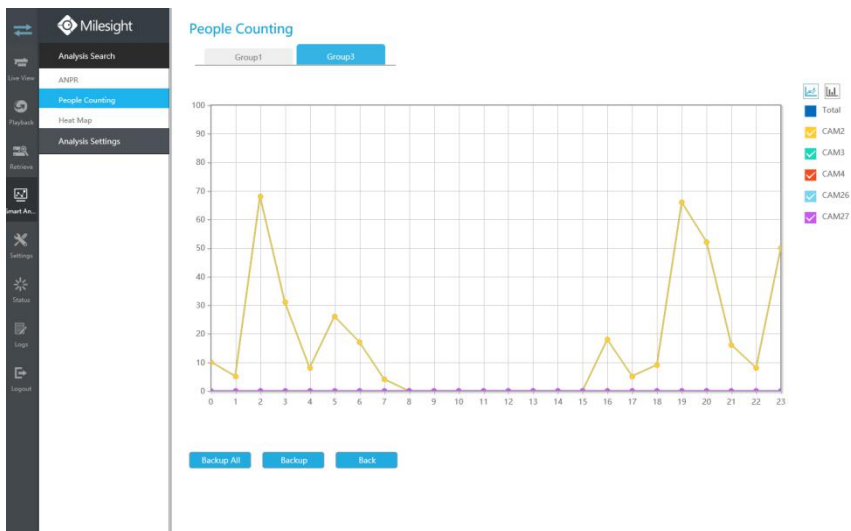 Milesight
Live View
Playback
Retrieve
Smart An...
Settings
Status
Logs
Logout
Analysis Search
ANPR
People Counting
Heat Map
Analysis Settings
People Counting
Group1 Group3
Total
CAM2
CAM3
CAM4
CAM26
CAM27
100
90
80
70
60
50
40
30
20
10
0
0 1 2 3 4 5 6 7 8 9 10 11 12 13 14 15 16 17 18 19 20 21 22 23
Backup All Backup Back